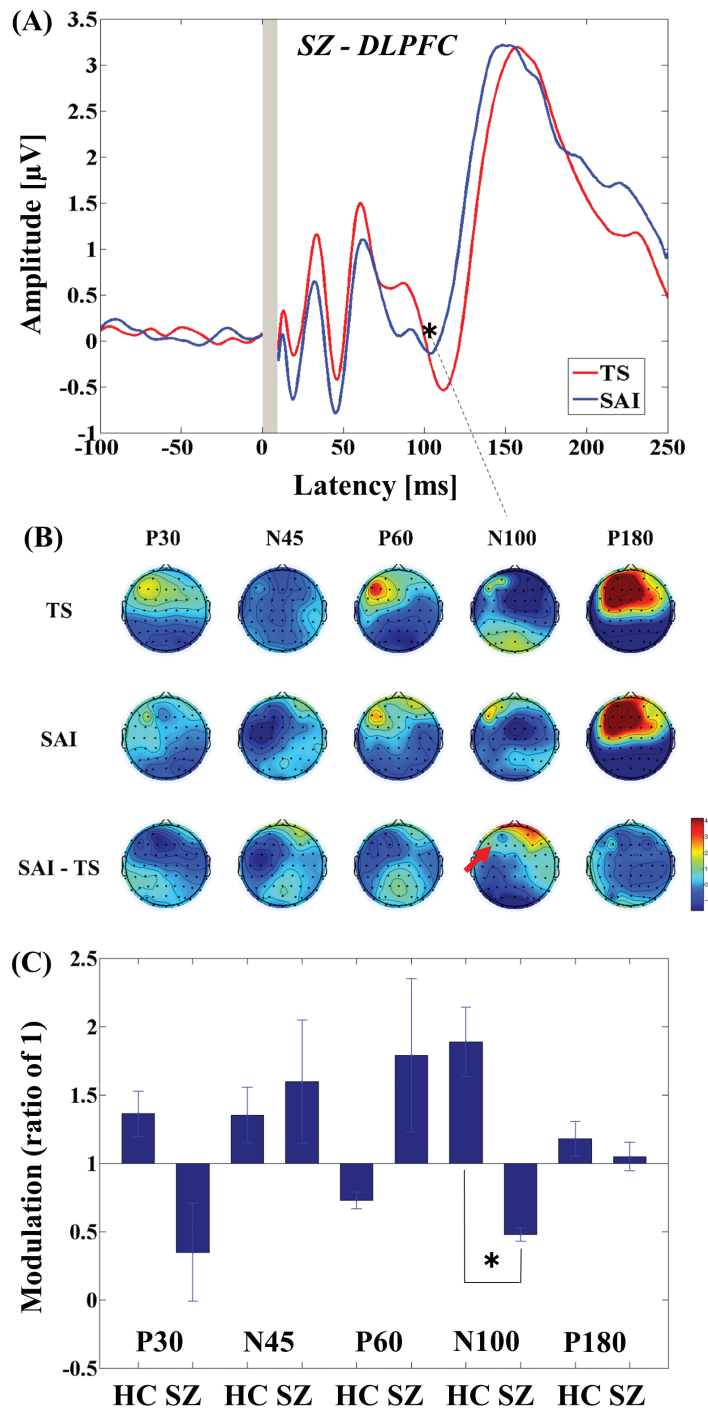 (A)
SZ - DLPFC
3.5
3
2.5
2
1.5
1
0.5
0
-0.5
-1
Amplitude [µV]
-100 -50 0 50 100 150 200 250
Latency [ms]
TS
SAI
*
(B)
P30 N45 P60 N100 P180
TS
SAI
SAI - TS
4
3
2
1
0
(C)
2.5
2
1.5
1
0.5
0
-0.5
Modulation (ratio of 1)
*
P30 N45 P60 N100 P180
HC SZ HC SZ HC SZ HC SZ HC SZ